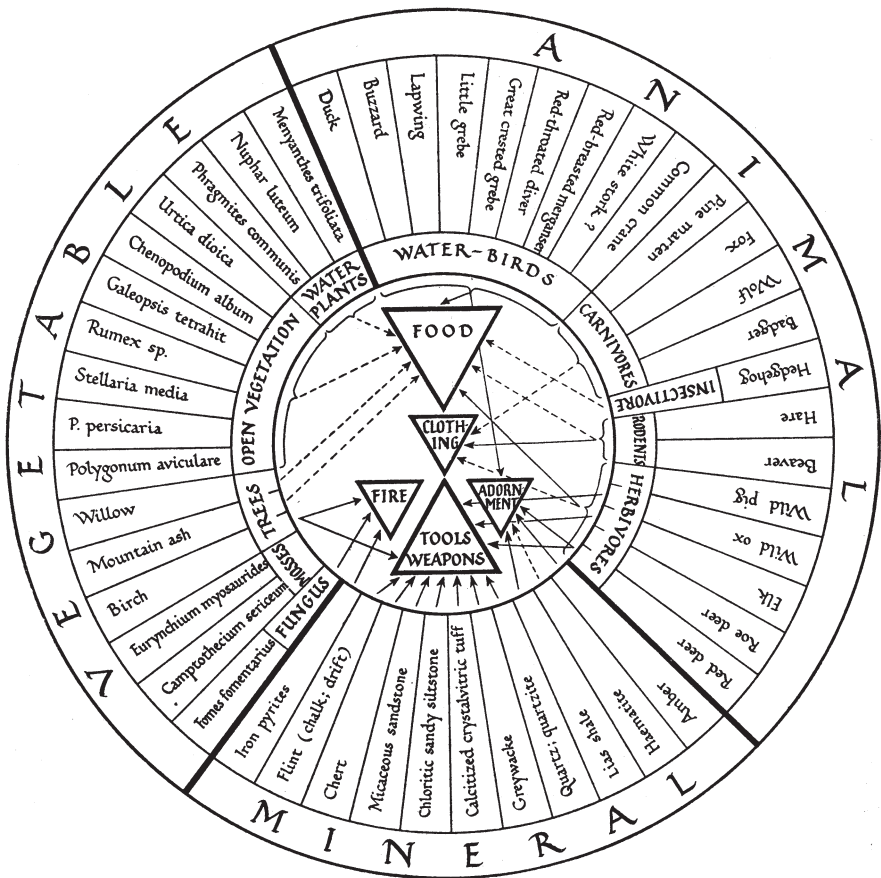 ANIMAL
Duck
Buzzard
Lapwing
Little grebe
Great crested grebe
Red-throated diver
Red-breasted merganser
White stork ?
Common crane
Pine marten
Fox
Wolf
Badger
Hedgehog
Hare
Beaver
Wild pig
Wild ox
Elk
Roe deer
Red deer
WATER-BIRDS
CARNIVORES
INSECTIVORE
RODENTS
HERBIVORES
MINERAL
Amber
Haematite
Lias shale
Quartz; quartzite
Greywacke
Calcitized crystalvitric tuff
Chloritic sandy siltstone
Micaceous sandstone
Chert
Flint (chalk; drift)
Iron pyrites
VEGETABLE
Fomes fomentarius
Camptothecium sericeum
Eurynchium myosaurides
Birch
Mountain ash
Willow
Polygonum aviculare
P. persicaria
Stellaria media
Rumex sp.
Galeopsis tetrahit
Chenopodium album
Urtica dioica
Phragmites communis
Nuphar luteum
Menyanthes trifoliata
FUNGUS
MOSSES
TREES
OPEN VEGETATION
WATER
PLANTS
FOOD
CLOTH-
ING
FIRE
ADORN-
MENT
TOOLS
WEAPONS